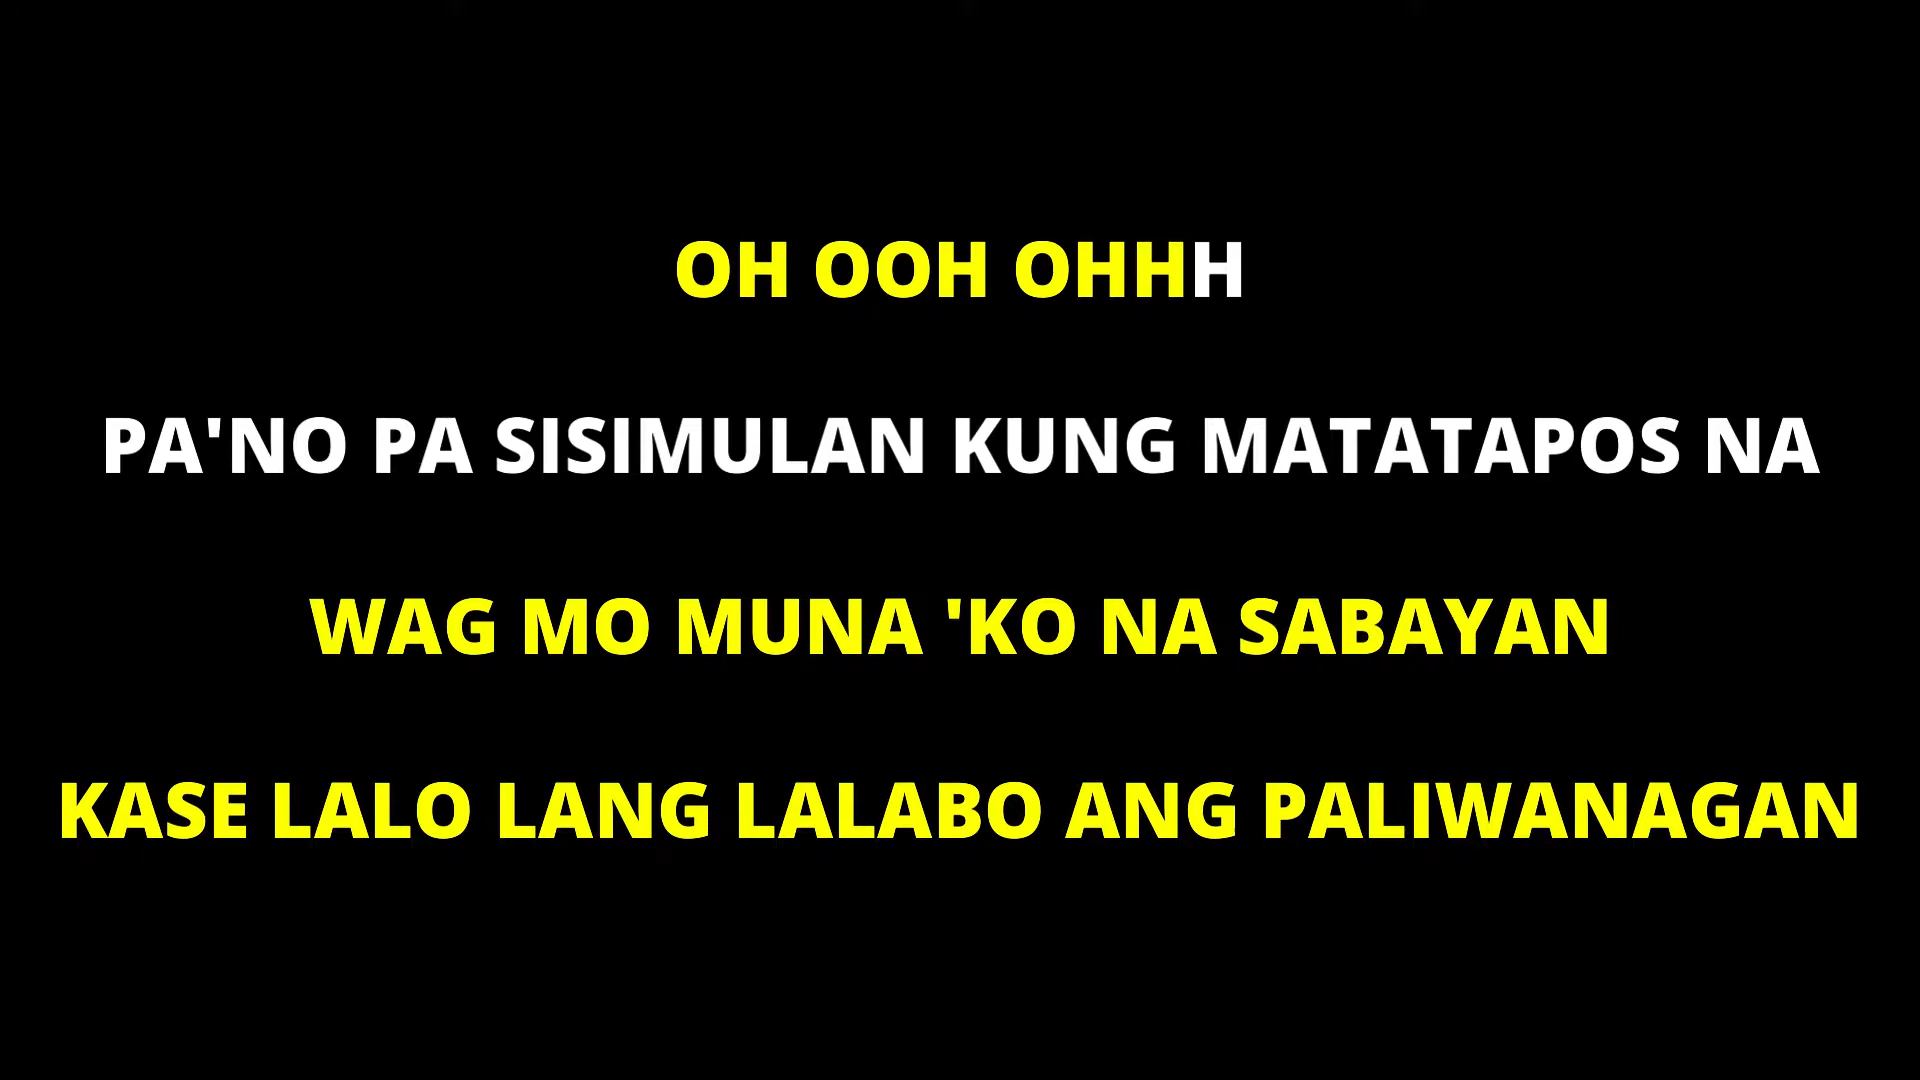 OH OOH OHHH
PA'NO PA SISIMULAN KUNG MATATAPOS NA
WAG MO MUNA 'KO NA SABAYAN
KASE LALO LANG LALABO ANG PALIWANAGAN